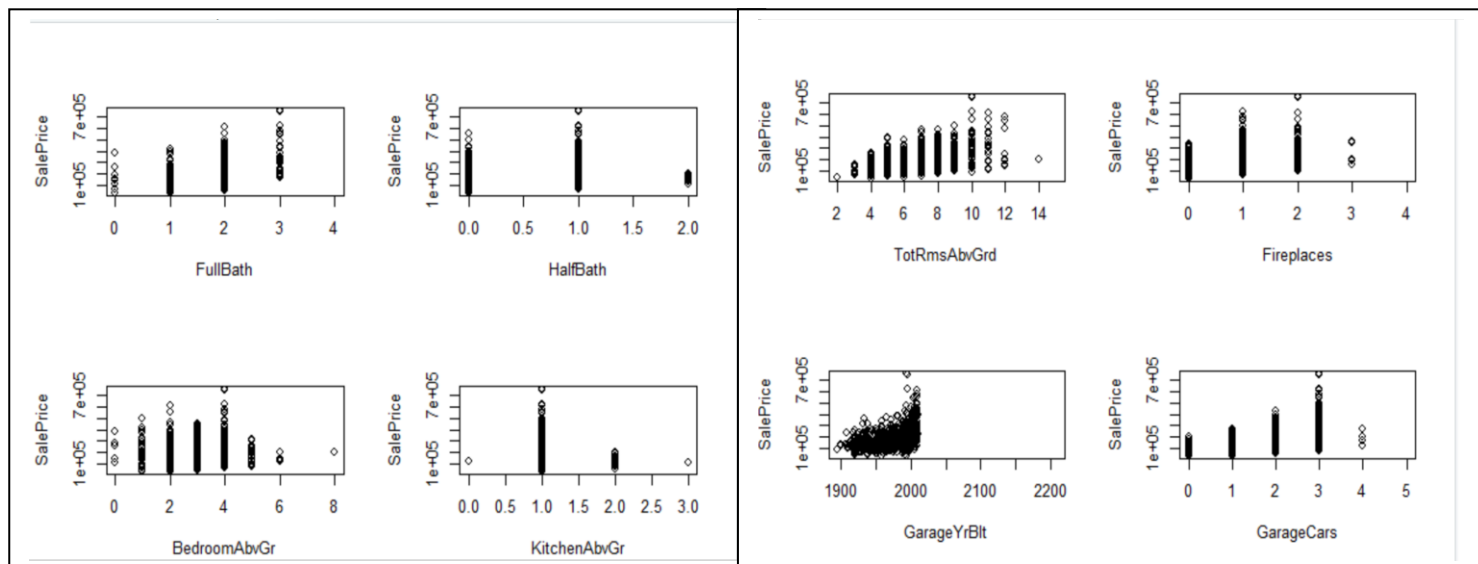 SalePrice
1e+05 7e+05
0 1 2 3 4
FullBath
SalePrice
1e+05 7e+05
0.0 0.5 1.0 1.5 2.0
HalfBath
SalePrice
1e+05 7e+05
0 2 4 6 8
BedroomAbvGr
SalePrice
1e+05 7e+05
0.0 0.5 1.0 1.5 2.0 2.5 3.0
KitchenAbvGr
SalePrice
1e+05 7e+05
2 4 6 8 10 12 14
TotRmsAbvGrd
SalePrice
1e+05 7e+05
0 1 2 3 4
Fireplaces
SalePrice
1e+05 7e+05
1900 2000 2100 2200
GarageYrBlt
SalePrice
1e+05 7e+05
0 1 2 3 4 5
GarageCars